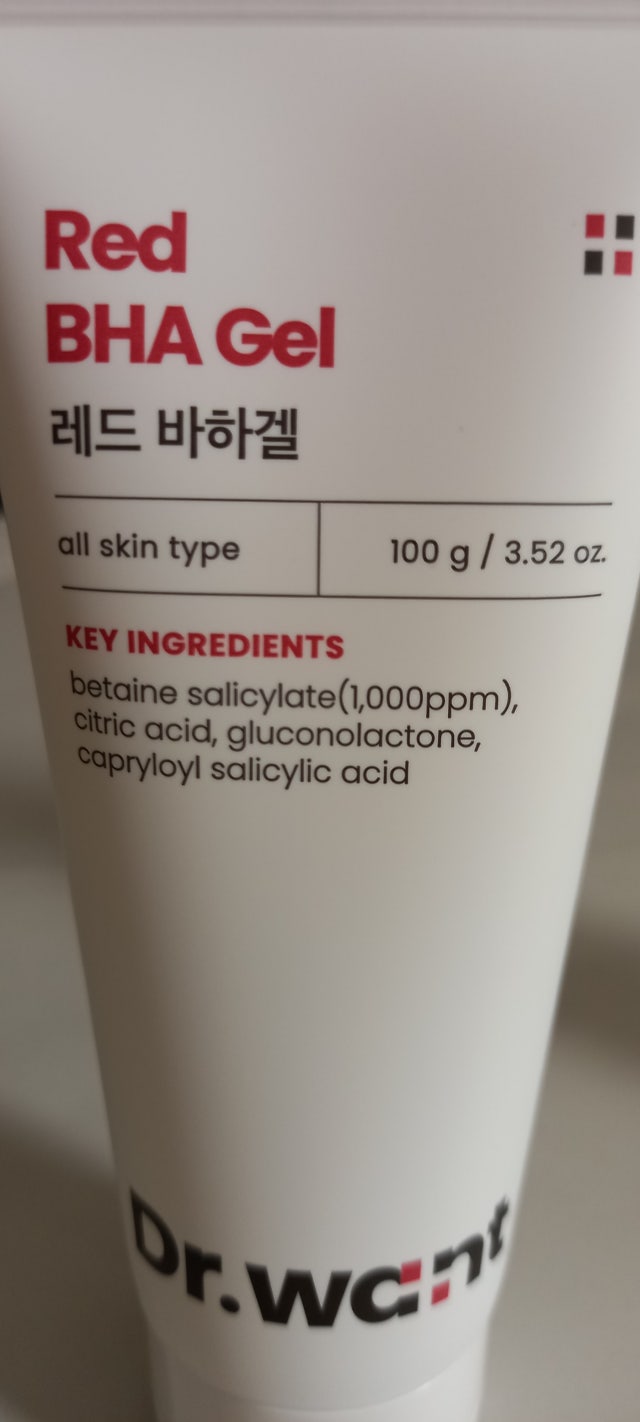 Red
BHA Gel
레드 바하겔
all skin type
100 g / 3.52 oz.
KEY INGREDIENTS
betaine salicylate(1,000ppm),
citric acid, gluconolactone,
capryloyl salicylic acid
Dr.want